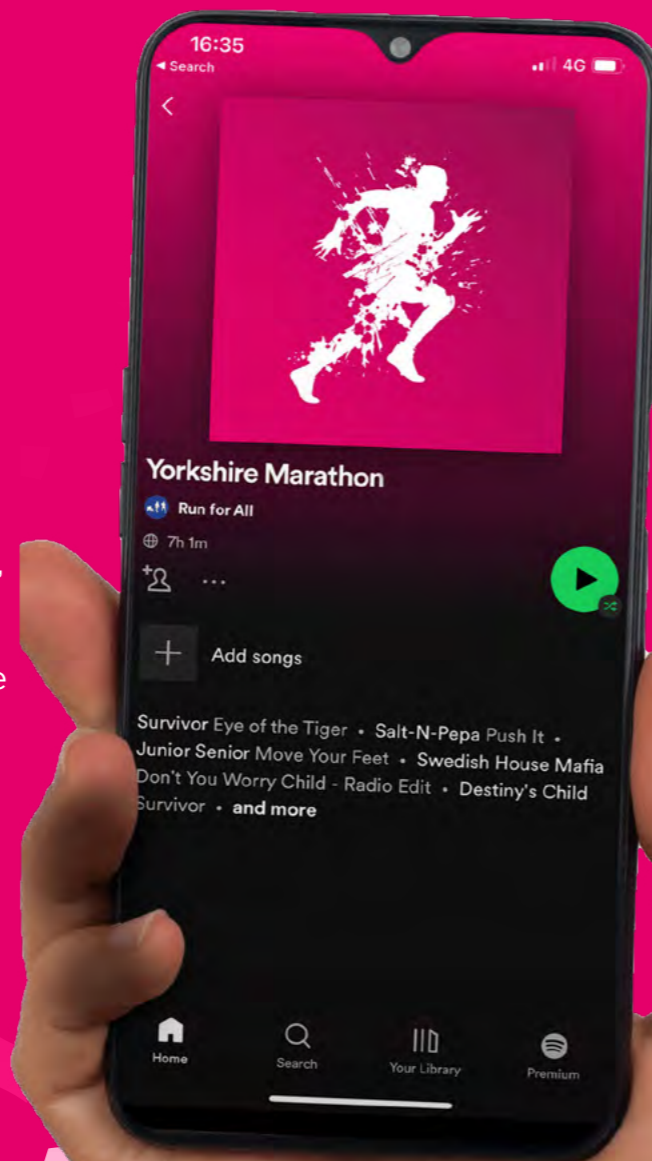 16:35
Search
4G
Yorkshire Marathon
Run for All
7h 1m
Add songs
Survivor Eye of the Tiger • Salt-N-Pepa Push It •
Junior Senior Move Your Feet • Swedish House Mafia
Don't You Worry Child - Radio Edit • Destiny's Child
Survivor • and more
Home
Search
Your Library
Premium